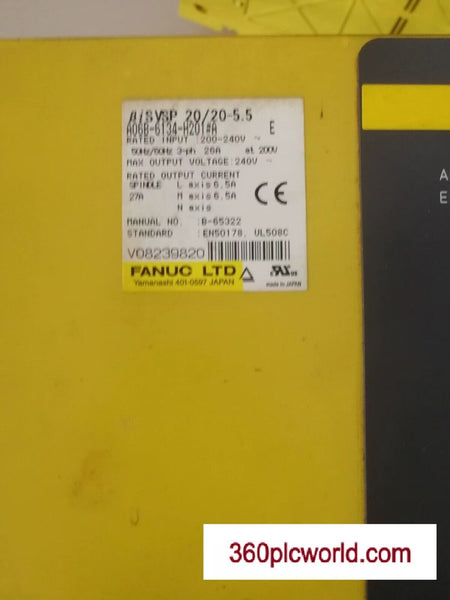 βiSVSP 20/20-5.5
A06B-6134-H201#A E
RATED INPUT :200-240V ~
50Hz/60Hz 3-ph 26A at 200V
MAX OUTPUT VOLTAGE:240V ~
RATED OUTPUT CURRENT
SPINDLE L axis 6.5A
27A M axis 6.5A
N axis
CE
MANUAL NO. :B-65322
STANDARD :EN50178, UL508C
V08239820
FANUC LTD
Yamanashi 401-0597 JAPAN
made in JAPAN
A
E
360plcworld.com